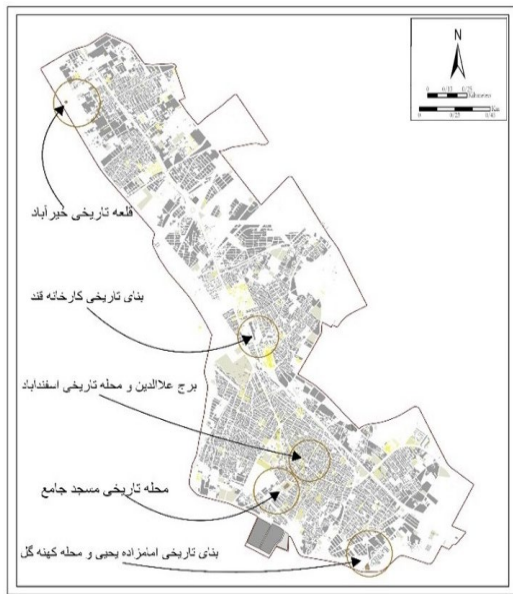 N
قلعه تاریخی خیرآباد
بنای تاریخی کارخانه قند
برج علاالدین و محله تاریخی اسفنداباد
محله تاریخی مسجد جامع
بنای تاریخی امامزاده یحیی و محله کهنه گل